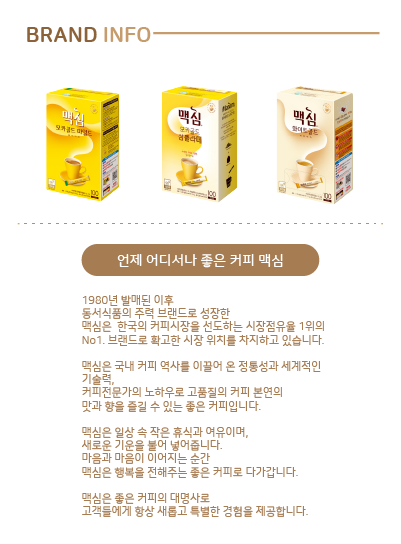 BRAND INFO
맥심
모카골드 마일드
100
맥심
모카골드
심플라떼
100
맥심
화이트골드
100
언제 어디서나 좋은 커피 맥심
1980년 발매된 이후
동서식품의 주력 브랜드로 성장한
맥심은 한국의 커피시장을 선도하는 시장점유율 1위의
No1. 브랜드로 확고한 시장 위치를 차지하고 있습니다.
맥심은 국내 커피 역사를 이끌어 온 정통성과 세계적인
기술력,
커피전문가의 노하우로 고품질의 커피 본연의
맛과 향을 즐길 수 있는 좋은 커피입니다.
맥심은 일상 속 작은 휴식과 여유이며,
새로운 기운을 불어 넣어줍니다.
마음과 마음이 이어지는 순간
맥심은 행복을 전해주는 좋은 커피로 다가갑니다.
맥심은 좋은 커피의 대명사로
고객들에게 항상 새롭고 특별한 경험을 제공합니다.